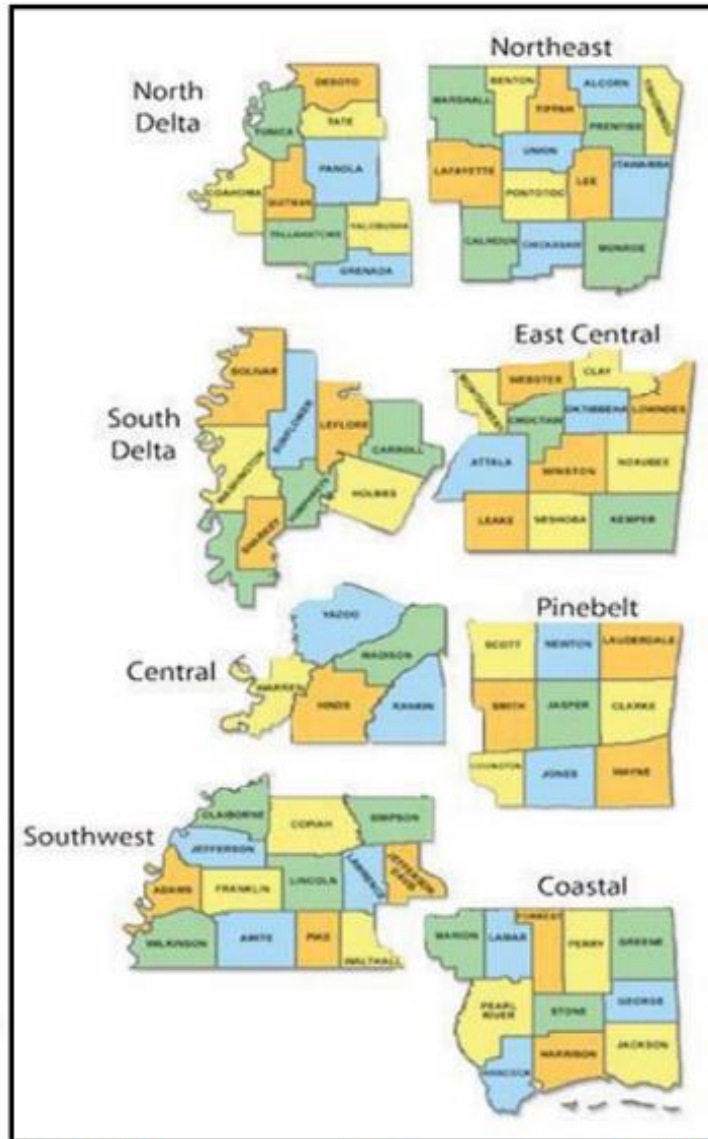 North
Delta
DESOTO
TUNICA
TATE
PANOLA
COAHOMA
QUITMAN
TALLAHATCHIE
YALOBUSHA
GRENADA
Northeast
MARSHALL
BENTON
TIPPAH
ALCORN
TISHOMINGO
PRENTISS
UNION
LAFAYETTE
PONTOTOC
LEE
ITAWAMBA
CALHOUN
CHICKASAW
MONROE
South
Delta
BOLIVAR
SUNFLOWER
LEFLORE
CARROLL
WASHINGTON
HUMPHREYS
HOLMES
SHARKEY
East Central
MONTGOMERY
WEBSTER
CLAY
CHOCTAW
OKTIBBEHA
LOWNDES
ATTALA
WINSTON
NOXUBEE
LEAKE
NESHOBA
KEMPER
Central
YAZOO
MADISON
WARREN
HINDS
RANKIN
Pinebelt
SCOTT
NEWTON
LAUDERDALE
SMITH
JASPER
CLARKE
COVINGTON
JONES
WAYNE
Southwest
CLAIBORNE
COPIAH
SIMPSON
JEFFERSON
ADAMS
FRANKLIN
LINCOLN
LAWRENCE
JEFFERSON
DAVIS
WILKINSON
AMITE
PIKE
WALTHALL
Coastal
MARION
LAMAR
FORREST
PERRY
GREENE
PEARL
RIVER
STONE
GEORGE
HANCOCK
HARRISON
JACKSON